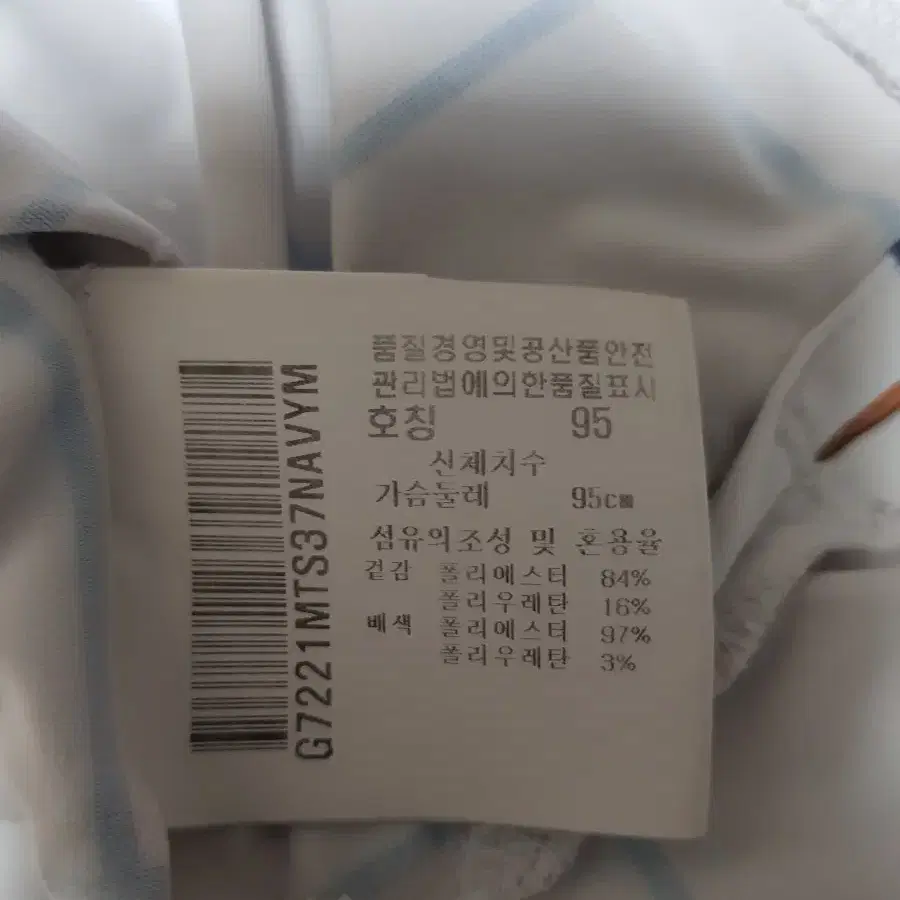 G7221MTS37NAVYM
품질경영및공산품안전
관리법에의한품질표시
호칭 95
신체치수
가슴둘레 95cm
섬유의조성 및 혼용율
겉감 폴리에스터 84%
폴리우레탄 16%
배색 폴리에스터 97%
폴리우레탄 3%